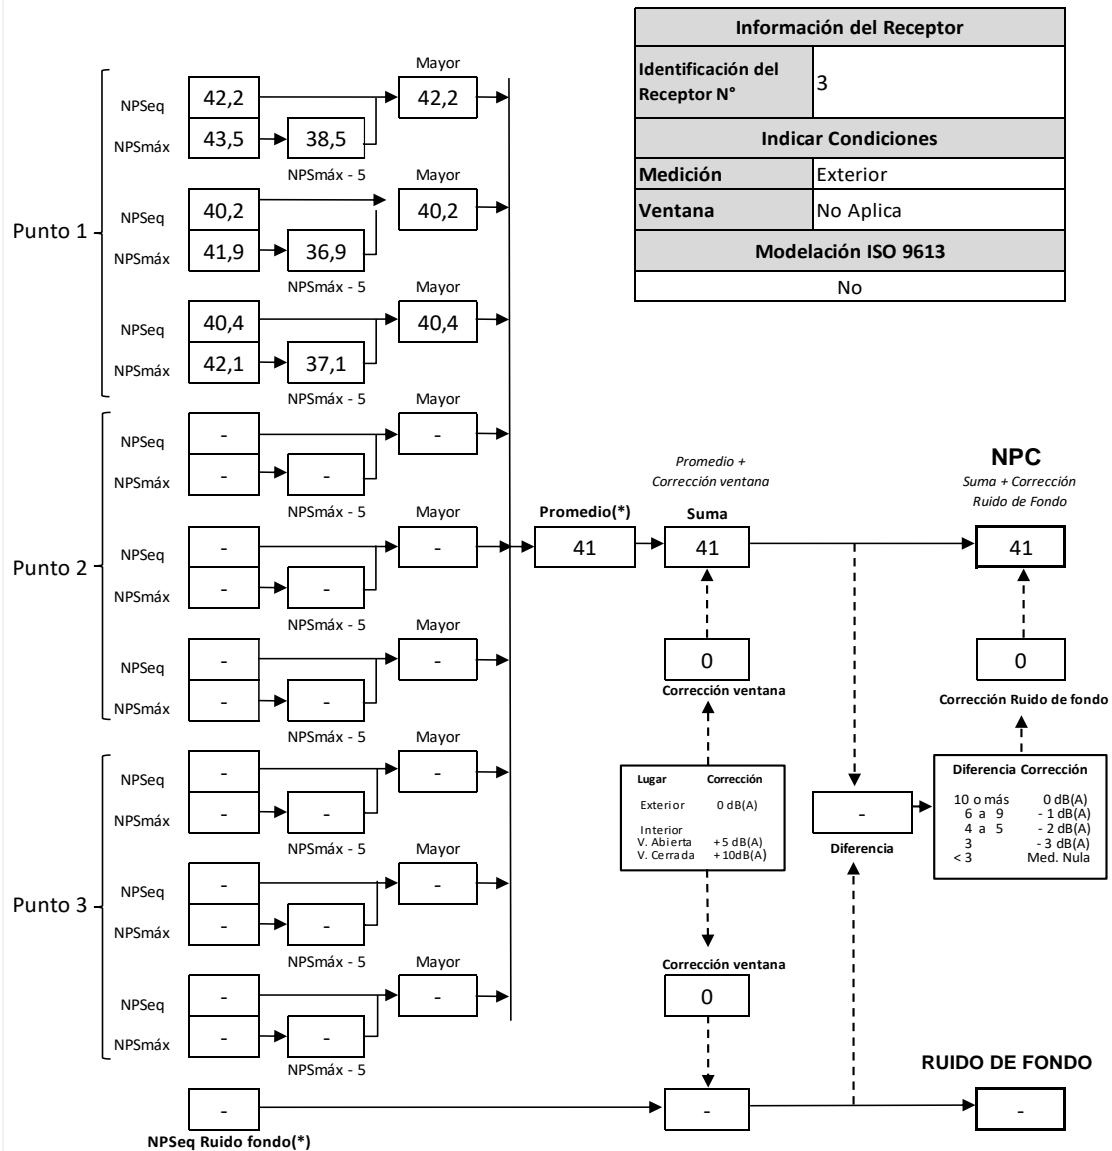 Información del Receptor
Identificación del Receptor N°
3
Indicar Condiciones
Medición
Exterior
Ventana
No Aplica
Modelación ISO 9613
No
Punto 1
Mayor
NPSeq
42,2
42,2
NPSmáx
43,5
38,5
NPSmáx - 5
Mayor
NPSeq
40,2
40,2
NPSmáx
41,9
36,9
NPSmáx - 5
Mayor
NPSeq
40,4
40,4
NPSmáx
42,1
37,1
NPSmáx - 5
Punto 2
Mayor
NPSeq
-
-
NPSmáx
-
-
NPSmáx - 5
Mayor
NPSeq
-
-
NPSmáx
-
-
NPSmáx - 5
Mayor
NPSeq
-
-
NPSmáx
-
-
NPSmáx - 5
Punto 3
Mayor
NPSeq
-
-
NPSmáx
-
-
NPSmáx - 5
Mayor
NPSeq
-
-
NPSmáx
-
-
NPSmáx - 5
Mayor
NPSeq
-
-
NPSmáx
-
-
NPSmáx - 5
Promedio(*)
41
Promedio +
Corrección ventana
Suma
41
NPC
Suma + Corrección
Ruido de Fondo
41
0
Corrección ventana
0
Corrección Ruido de fondo
Lugar Corrección
Exterior 0 dB(A)
Interior
V. Abierta +5 dB(A)
V. Cerrada +10dB(A)
-
Diferencia
Diferencia Corrección
10 o más 0 dB(A)
6 a 9 - 1 dB(A)
4 a 5 - 2 dB(A)
3 - 3 dB(A)
< 3 Med. Nula
Corrección ventana
0
RUIDO DE FONDO
-
-
-
NPSeq Ruido fondo(*)